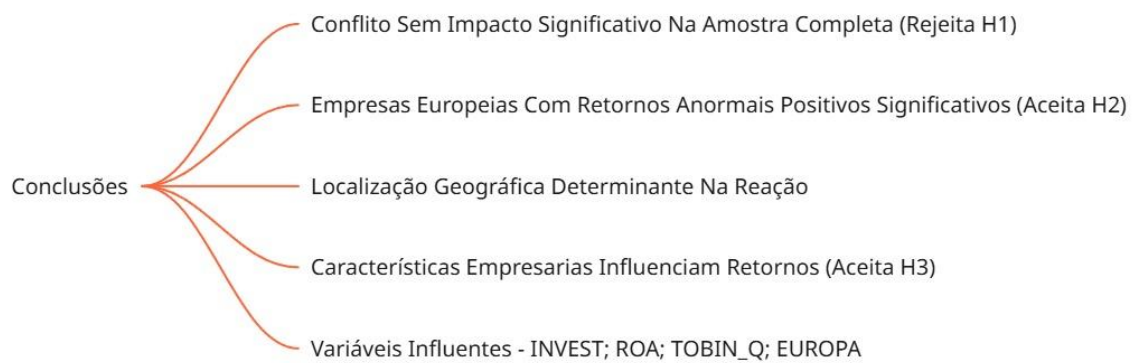 Conflito Sem Impacto Significativo Na Amostra Completa (Rejeita H1)
Empresas Europeias Com Retornos Anormais Positivos Significativos (Aceita H2)
Conclusões
Localização Geográfica Determinante Na Reação
Características Empresarias Influenciam Retornos (Aceita H3)
Variáveis Influentes - INVEST; ROA; TOBIN_Q; EUROPA